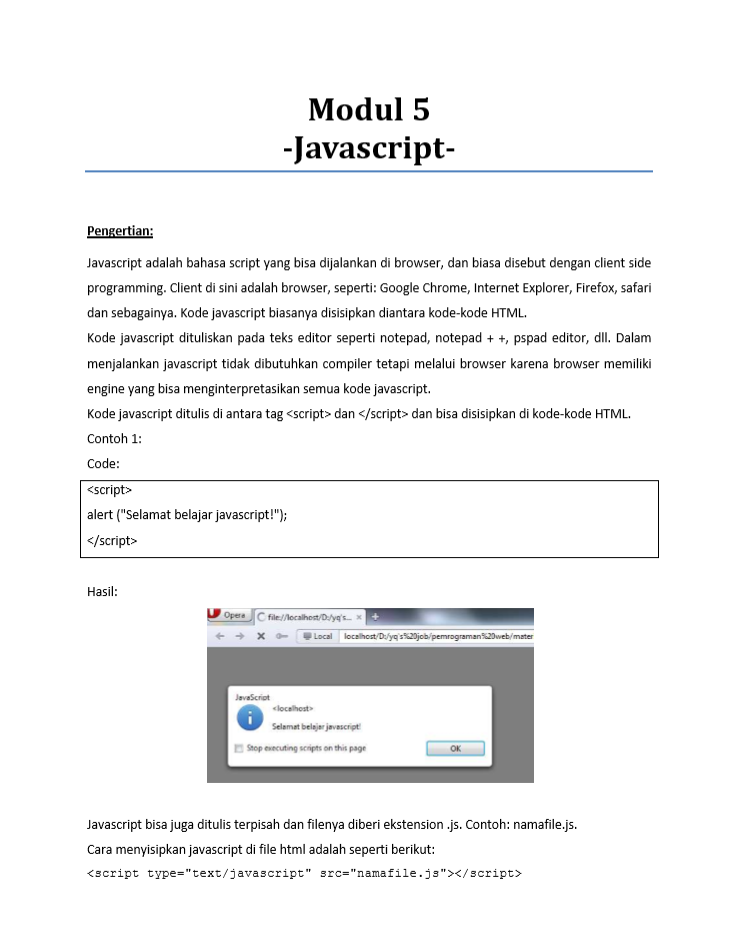 Modul 5
-Javascript-
Pengertian:
Javascript adalah bahasa script yang bisa dijalankan di browser, dan biasa disebut dengan client side
programming. Client di sini adalah browser, seperti: Google Chrome, Internet Explorer, Firefox, safari
dan sebagainya. Kode javascript biasanya disisipkan diantara kode-kode HTML.
Kode javascript dituliskan pada teks editor seperti notepad, notepad + +, pspad editor, dll. Dalam
menjalankan javascript tidak dibutuhkan compiler tetapi melalui browser karena browser memiliki
engine yang bisa menginterpretasikan semua kode javascript.
Kode javascript ditulis di antara tag <script> dan </script> dan bisa disisipkan di kode-kode HTML.
Contoh 1:
Code:
<script>
alert ("Selamat belajar javascript!");
</script>
Hasil:
Opera file://localhost/D:/yq's...
Local localhost/D:/yq's%20job/pemrograman%20web/mater
JavaScript
<localhost>
Selamat belajar javascript!
Stop executing scripts on this page OK
Javascript bisa juga ditulis terpisah dan filenya diberi ekstension .js. Contoh: namafile.js.
Cara menyisipkan javascript di file html adalah seperti berikut:
<script type="text/javascript" src="namafile.js"></script>